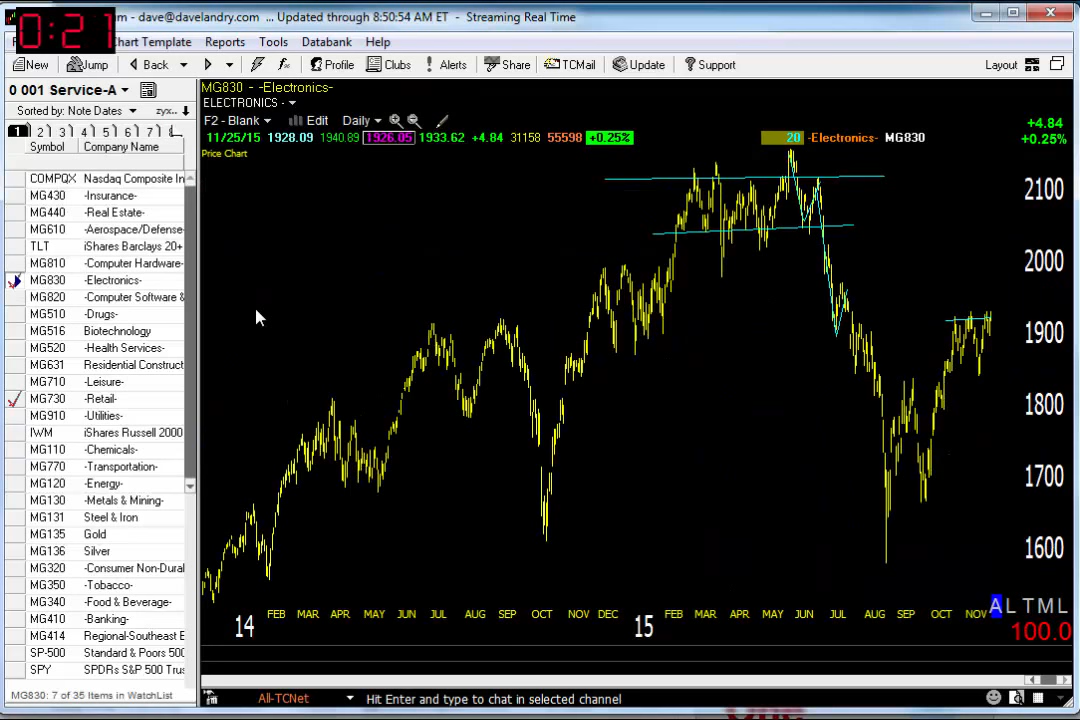 0:21 m - dave@davelandry.com ... Updated through 8:50:54 AM ET - Streaming Real Time
Chart Template Reports Tools Databank Help
New Jump Back Profile Clubs Alerts Share TCMail Update Support Layout
0 001 Service-A
Sorted by: Note Dates zyx..
1 2 3 4 5 6 7
Symbol Company Name
COMPQX Nasdaq Composite In
MG430 -Insurance-
MG440 -Real Estate-
MG610 -Aerospace/Defense-
TLT iShares Barclays 20+
MG810 -Computer Hardware-
MG830 -Electronics-
MG820 -Computer Software &
MG510 -Drugs-
MG516 Biotechnology
MG520 -Health Services-
MG631 Residential Construct
MG710 -Leisure-
MG730 -Retail-
MG910 -Utilities-
IWM iShares Russell 2000
MG110 -Chemicals-
MG770 -Transportation-
MG120 -Energy-
MG130 -Metals & Mining-
MG131 Steel & Iron
MG135 Gold
MG136 Silver
MG320 -Consumer Non-Dura
MG350 -Tobacco-
MG340 -Food & Beverage-
MG410 -Banking-
MG414 Regional-Southeast E
SP-500 Standard & Poors 500
SPY SPDRs S&P 500 Trus
MG830: 7 of 35 Items in WatchList
MG830 - -Electronics-
ELECTRONICS -
F2 - Blank Edit Daily
11/25/15 1928.09 1940.89 1926.05 1933.62 +4.84 31158 55598 +0.25% 20 -Electronics- MG830
+4.84
+0.25%
Price Chart
2100
2000
1900
1800
1700
1600
FEB MAR APR MAY JUN JUL AUG SEP OCT NOV DEC FEB MAR APR MAY JUN JUL AUG SEP OCT NOV
14 15
A L T M L
100.0
All-TCNet Hit Enter and type to chat in selected channel